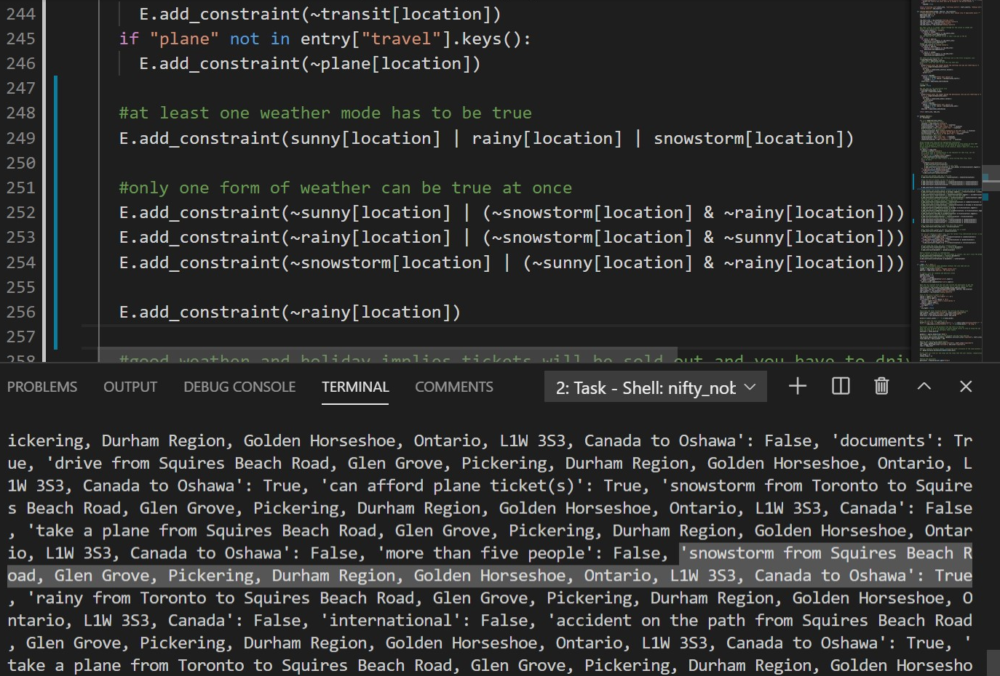 244 E.add_constraint(~transit[location])
245 if "plane" not in entry["travel"].keys():
246 E.add_constraint(~plane[location])
247
248 #at least one weather mode has to be true
249 E.add_constraint(sunny[location] | rainy[location] | snowstorm[location])
250
251 #only one form of weather can be true at once
252 E.add_constraint(~sunny[location] | (~snowstorm[location] & ~rainy[location]))
253 E.add_constraint(~rainy[location] | (~snowstorm[location] & ~sunny[location]))
254 E.add_constraint(~snowstorm[location] | (~sunny[location] & ~rainy[location]))
255
256 E.add_constraint(~rainy[location])
257
258 #good weather and holiday implies tickets will be sold out and you have to driv
PROBLEMS OUTPUT DEBUG CONSOLE TERMINAL COMMENTS 2: Task - Shell: nifty_nob
ickering, Durham Region, Golden Horseshoe, Ontario, L1W 3S3, Canada to Oshawa': False, 'documents': Tr
ue, 'drive from Squires Beach Road, Glen Grove, Pickering, Durham Region, Golden Horseshoe, Ontario, L
1W 3S3, Canada to Oshawa': True, 'can afford plane ticket(s)': True, 'snowstorm from Toronto to Squire
s Beach Road, Glen Grove, Pickering, Durham Region, Golden Horseshoe, Ontario, L1W 3S3, Canada': False
, 'take a plane from Squires Beach Road, Glen Grove, Pickering, Durham Region, Golden Horseshoe, Ontar
io, L1W 3S3, Canada to Oshawa': False, 'more than five people': False, 'snowstorm from Squires Beach R
oad, Glen Grove, Pickering, Durham Region, Golden Horseshoe, Ontario, L1W 3S3, Canada to Oshawa': True
, 'rainy from Toronto to Squires Beach Road, Glen Grove, Pickering, Durham Region, Golden Horseshoe, O
ntario, L1W 3S3, Canada': False, 'international': False, 'accident on the path from Squires Beach Road
, Glen Grove, Pickering, Durham Region, Golden Horseshoe, Ontario, L1W 3S3, Canada to Oshawa': True, '
take a plane from Toronto to Squires Beach Road, Glen Grove, Pickering, Durham Region, Golden Horsesho